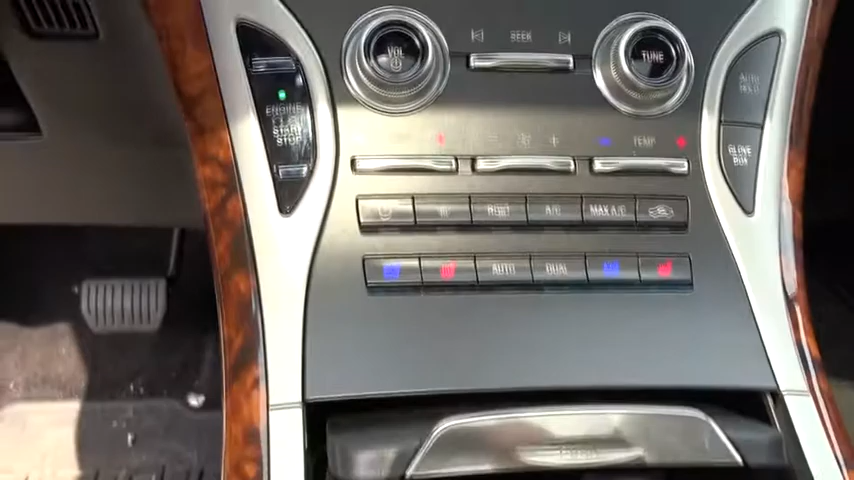 VOL
SEEK
TUNE
AUTO
HOLD
ENGINE
START
STOP
TEMP
GLOVE
BOX
A/C
MAX A/C
AUTO
DUAL